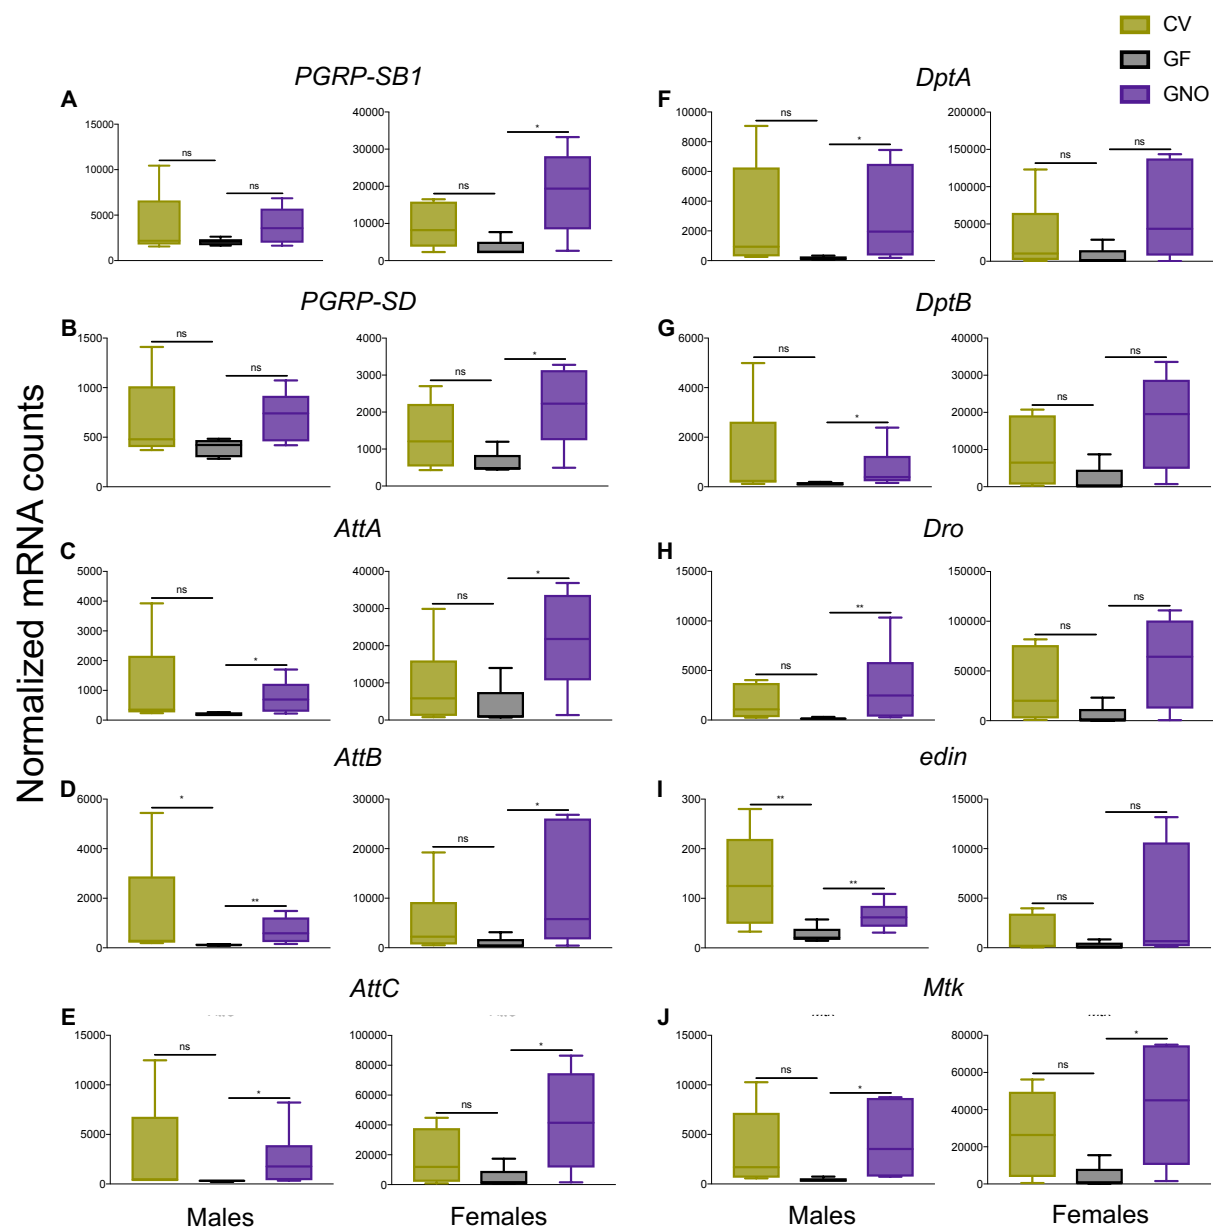 CV
GF
GNO
Normalized mRNA counts
A
PGRP-SB1
15000
10000
5000
0
ns
ns
40000
30000
20000
10000
0
ns
*
B
PGRP-SD
1500
1000
500
0
ns
ns
4000
3000
2000
1000
0
ns
*
C
AttA
5000
4000
3000
2000
1000
0
ns
*
40000
30000
20000
10000
0
ns
*
D
AttB
6000
4000
2000
0
*
**
30000
20000
10000
0
ns
*
E
AttC
15000
10000
5000
0
ns
*
100000
80000
60000
40000
20000
0
ns
*
Males
Females
F
DptA
10000
8000
6000
4000
2000
0
ns
*
200000
150000
100000
50000
0
ns
ns
G
DptB
6000
4000
2000
0
ns
*
40000
30000
20000
10000
0
ns
ns
H
Dro
15000
10000
5000
0
ns
**
150000
100000
50000
0
ns
ns
I
edin
300
200
100
0
**
**
15000
10000
5000
0
ns
ns
J
Mtk
15000
10000
5000
0
ns
*
80000
60000
40000
20000
0
ns
*
Males
Females